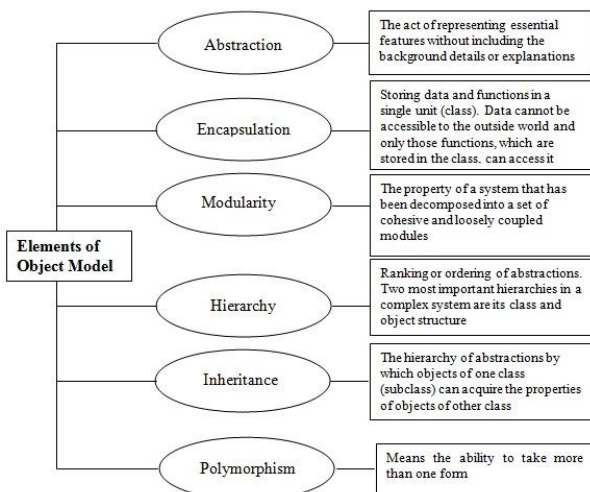 Abstraction
The act of representing essential
features without including the
background details or explanations
Encapsulation
Storing data and functions in a
single unit (class). Data cannot be
accessible to the outside world and
only those functions, which are
stored in the class, can access it
Modularity
The property of a system that has
been decomposed into a set of
cohesive and loosely coupled
modules
Elements of
Object Model
Hierarchy
Ranking or ordering of abstractions.
Two most important hierarchies in a
complex system are its class and
object structure
Inheritance
The hierarchy of abstractions by
which objects of one class
(subclass) can acquire the properties
of objects of other class
Polymorphism
Means the ability to take more
than one form